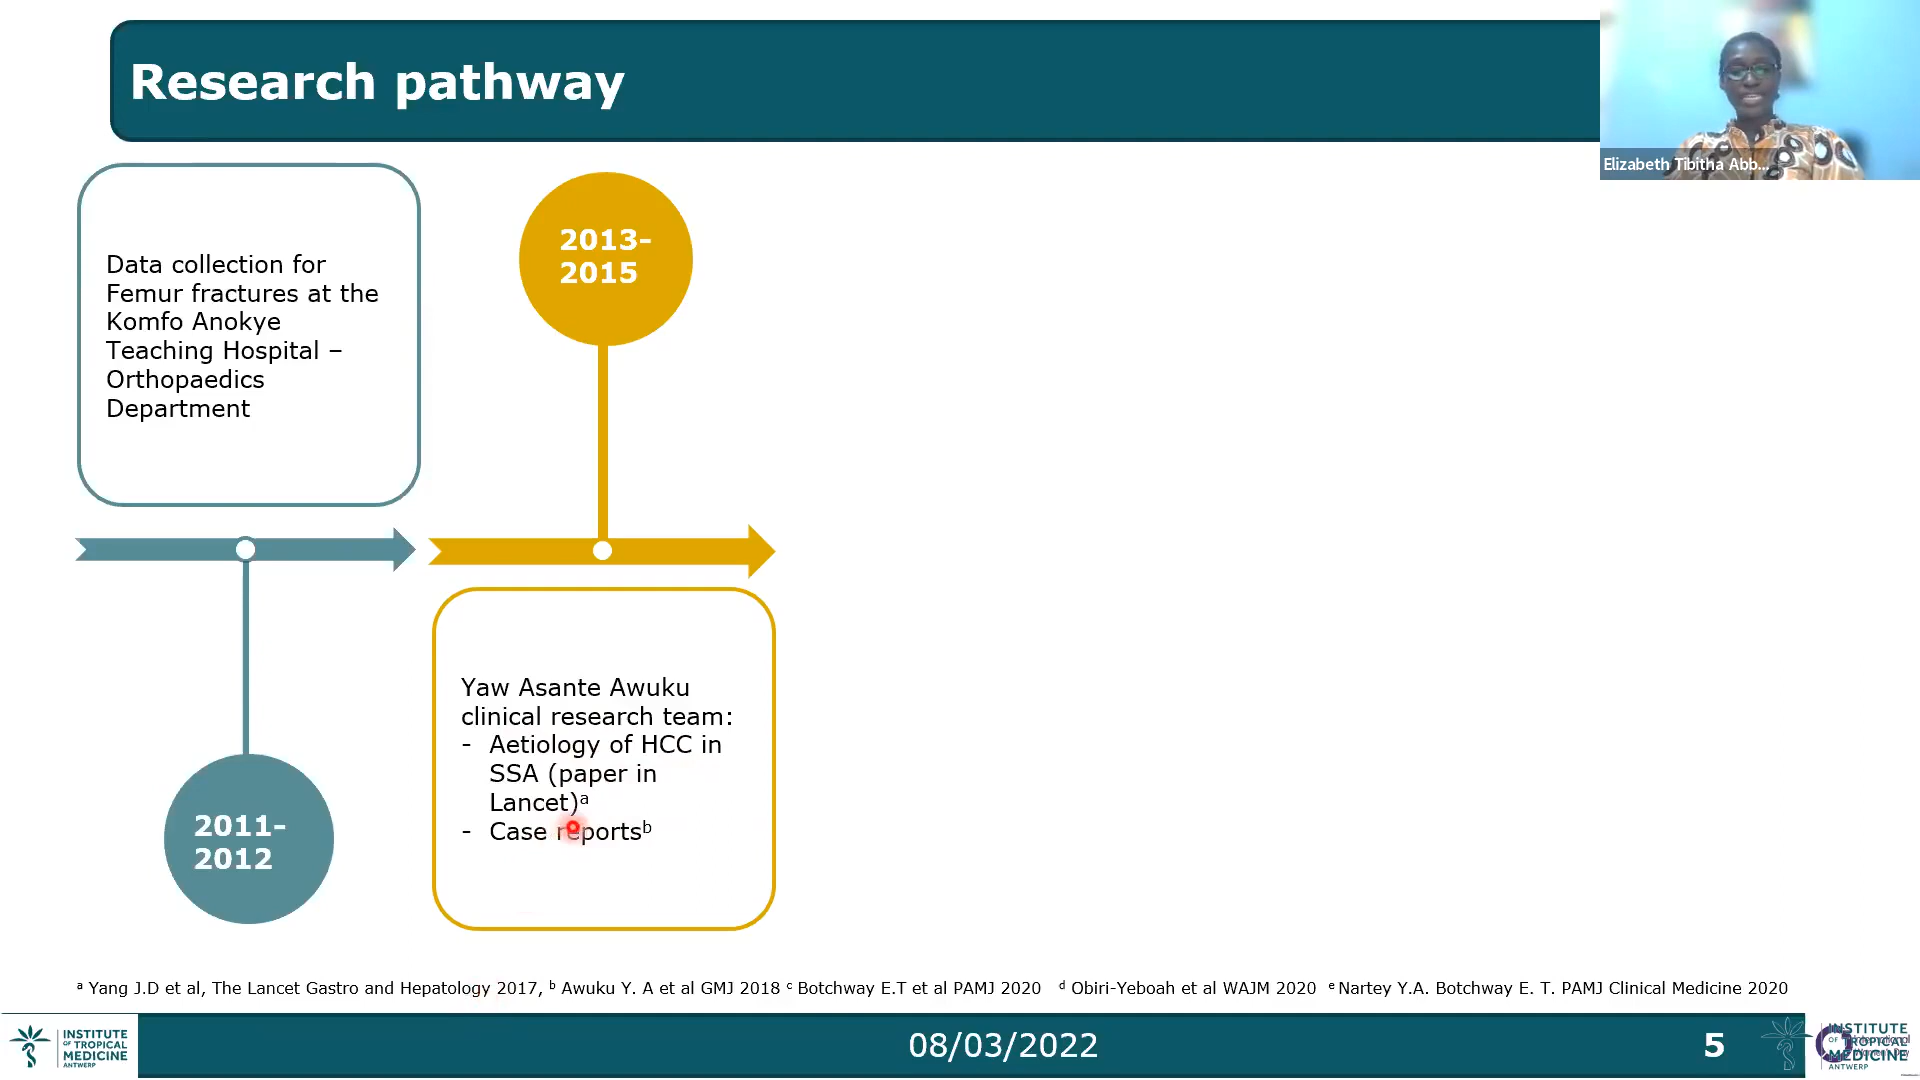 Research pathway
Elizabeth Tibitha Abb...
Data collection for
Femur fractures at the
Komfo Anokye
Teaching Hospital –
Orthopaedics
Department
2013-
2015
2011-
2012
Yaw Asante Awuku
clinical research team:
- Aetiology of HCC in
SSA (paper in
Lancet)ᵃ
- Case reportsᵇ
ᵃ Yang J.D et al, The Lancet Gastro and Hepatology 2017, ᵇ Awuku Y. A et al GMJ 2018 ᶜ Botchway E.T et al PAMJ 2020 ᵈ Obiri-Yeboah et al WAJM 2020 ᵉ Nartey Y.A. Botchway E. T. PAMJ Clinical Medicine 2020
INSTITUTE
OF TROPICAL
MEDICINE
ANTWERP
08/03/2022
5
INSTITUTE
OF TROPICAL
MEDICINE
ANTWERP